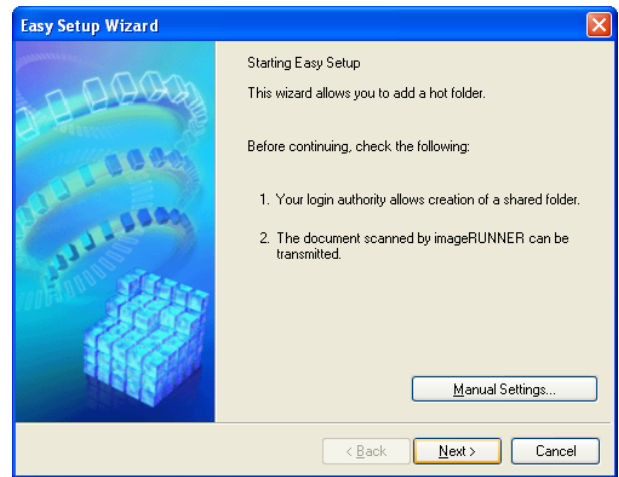 Easy Setup Wizard
Starting Easy Setup
This wizard allows you to add a hot folder.
Before continuing, check the following:
1. Your login authority allows creation of a shared folder.
2. The document scanned by imageRUNNER can be
transmitted.
Manual Settings...
< Back Next > Cancel